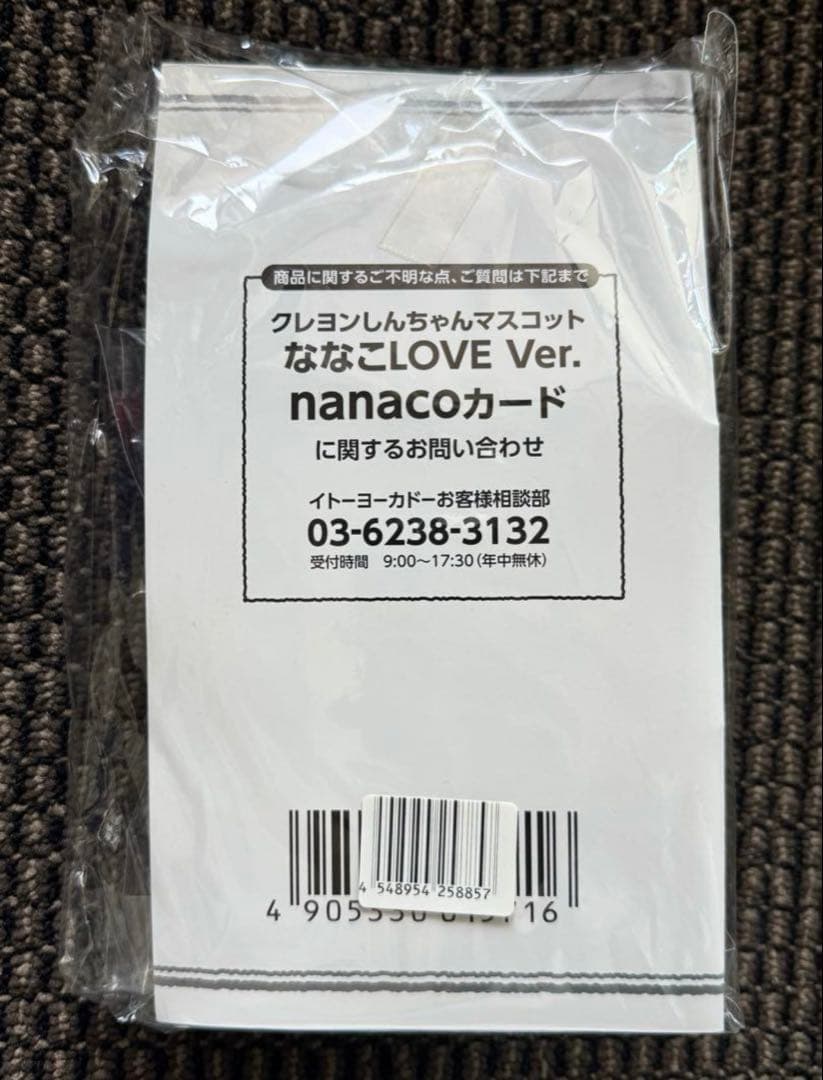 商品に関するご不明な点、ご質問は下記まで
クレヨンしんちゃんマスコット
ななこLOVE Ver.
nanacoカード
に関するお問い合わせ
イトーヨーカドーお客様相談部
03-6238-3132
受付時間 9:00～17:30（年中無休）
4 548954 258857